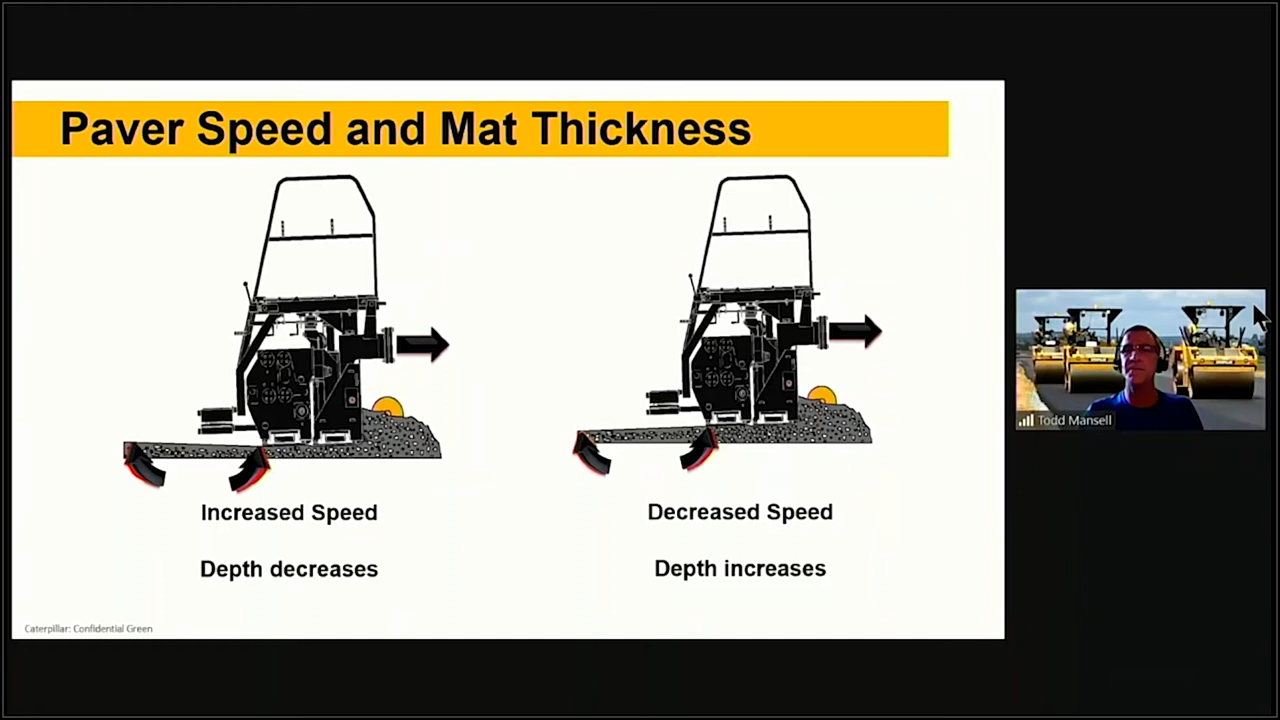 Paver Speed and Mat Thickness
Increased Speed
Decreased Speed
Depth decreases
Depth increases
Caterpillar: Confidential Green
Todd Mansell